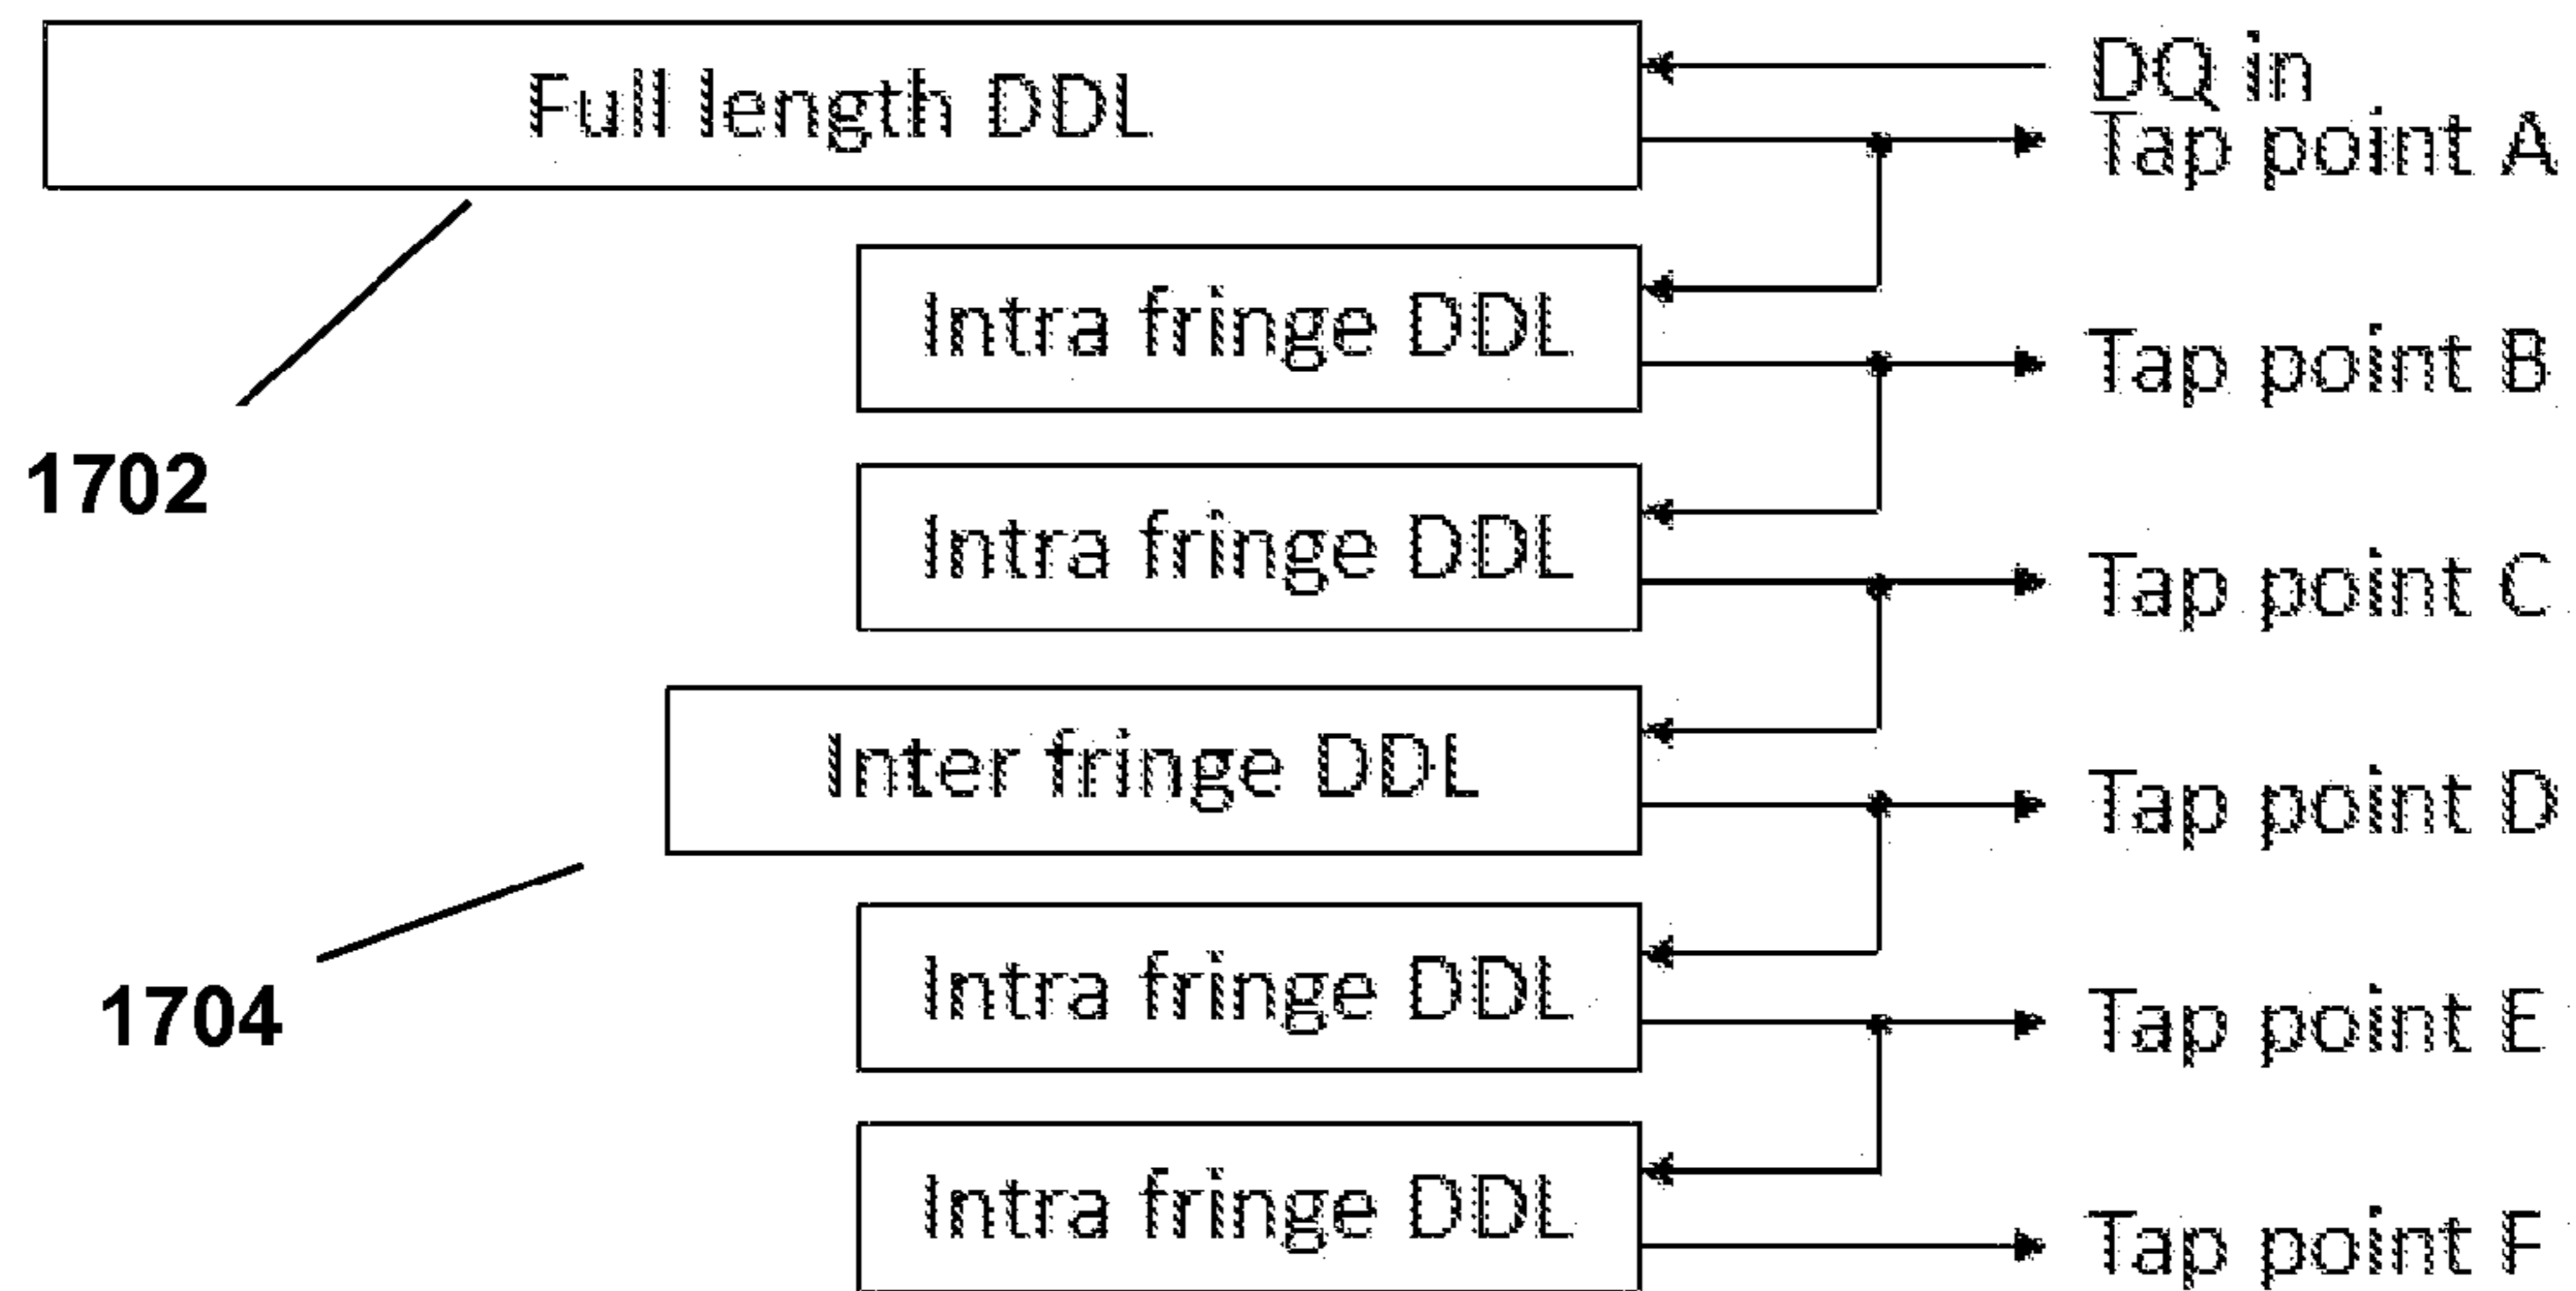 DQ in
Full length DDL
Tap point A
Intra fringe DDL
Tap point B
1702
Intra fringe DDL
Tap point C
Inter fringe DDL
Tap point D
1704
Intra fringe DDL
Tap point E
Intra fringe DDL
Tap point F